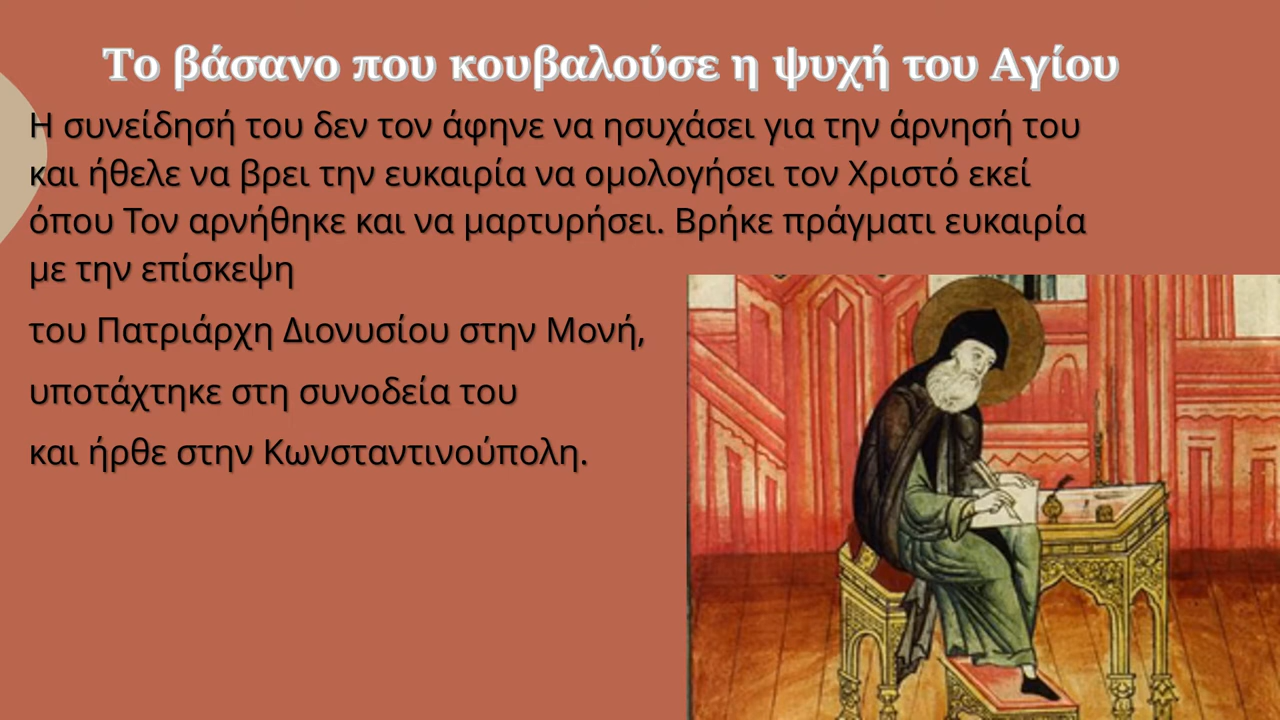 Το βάσανο που κουβαλούσε η ψυχή του Αγίου
Η συνείδησή του δεν τον άφηνε να ησυχάσει για την άρνησή του
και ήθελε να βρει την ευκαιρία να ομολογήσει τον Χριστό εκεί
όπου Τον αρνήθηκε και να μαρτυρήσει. Βρήκε πράγματι ευκαιρία
με την επίσκεψη
του Πατριάρχη Διονυσίου στην Μονή,
υποτάχτηκε στη συνοδεία του
και ήρθε στην Κωνσταντινούπολη.